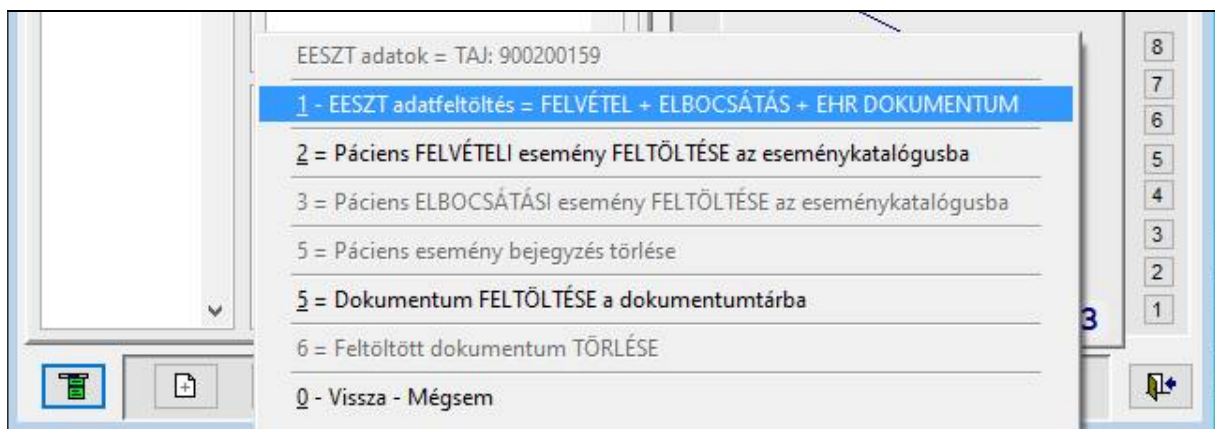 EESZT adatok = TAJ: 900200159
1 - EESZT adatfeltöltés = FELVÉTEL + ELBOCSÁTÁS + EHR DOKUMENTUM
2 = Páciens FELVÉTELI esemény FELTÖLTÉSE az eseménykatalógusba
3 = Páciens ELBOCSÁTÁSI esemény FELTÖLTÉSE az eseménykatalógusba
5 = Páciens esemény bejegyzés törlése
5 = Dokumentum FELTÖLTÉSE a dokumentumtárba
6 = Feltöltött dokumentum TÖRLÉSE
0 - Vissza - Mégsem
3
8
7
6
5
4
3
2
1